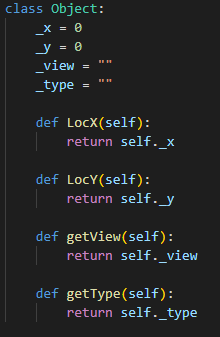 class Object:
    _x = 0
    _y = 0
    _view = ""
    _type = ""

    def LocX(self):
        return self._x

    def LocY(self):
        return self._y

    def getView(self):
        return self._view

    def getType(self):
        return self._type